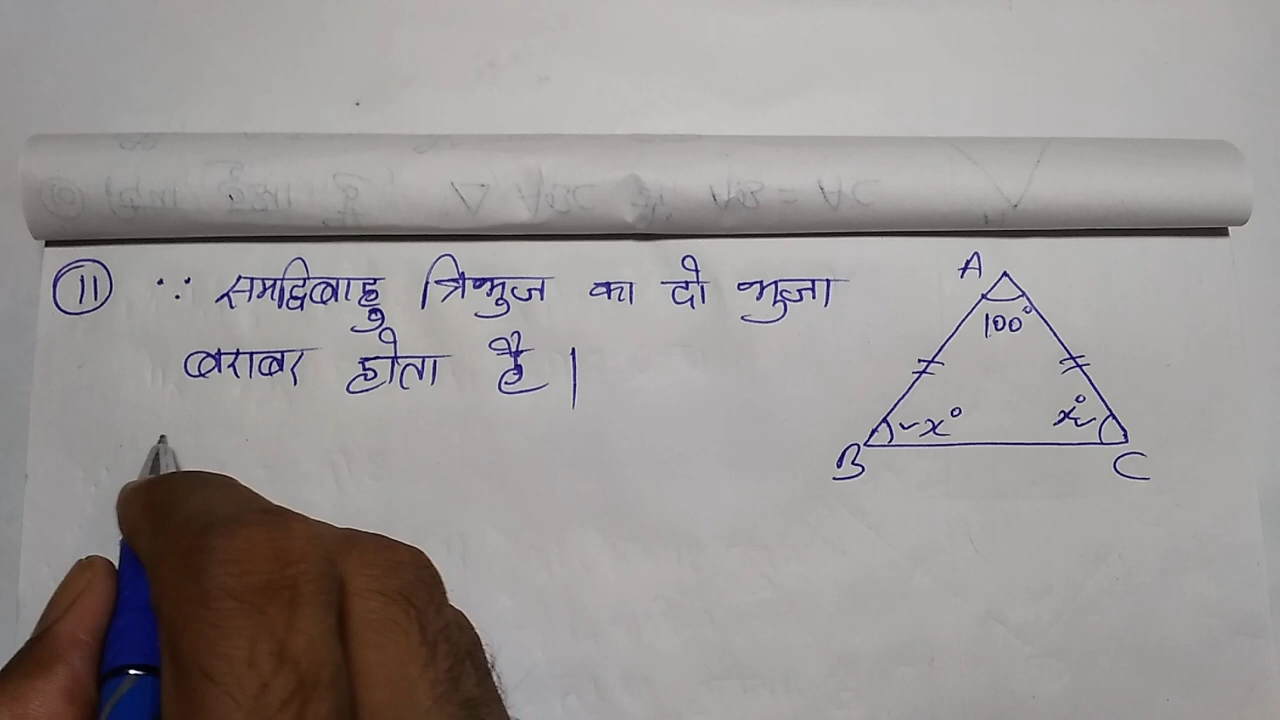 11 ∵ समद्विबाहु त्रिभुज का दो भुजा
बराबर होता है |
A
100°
x° x°
B C